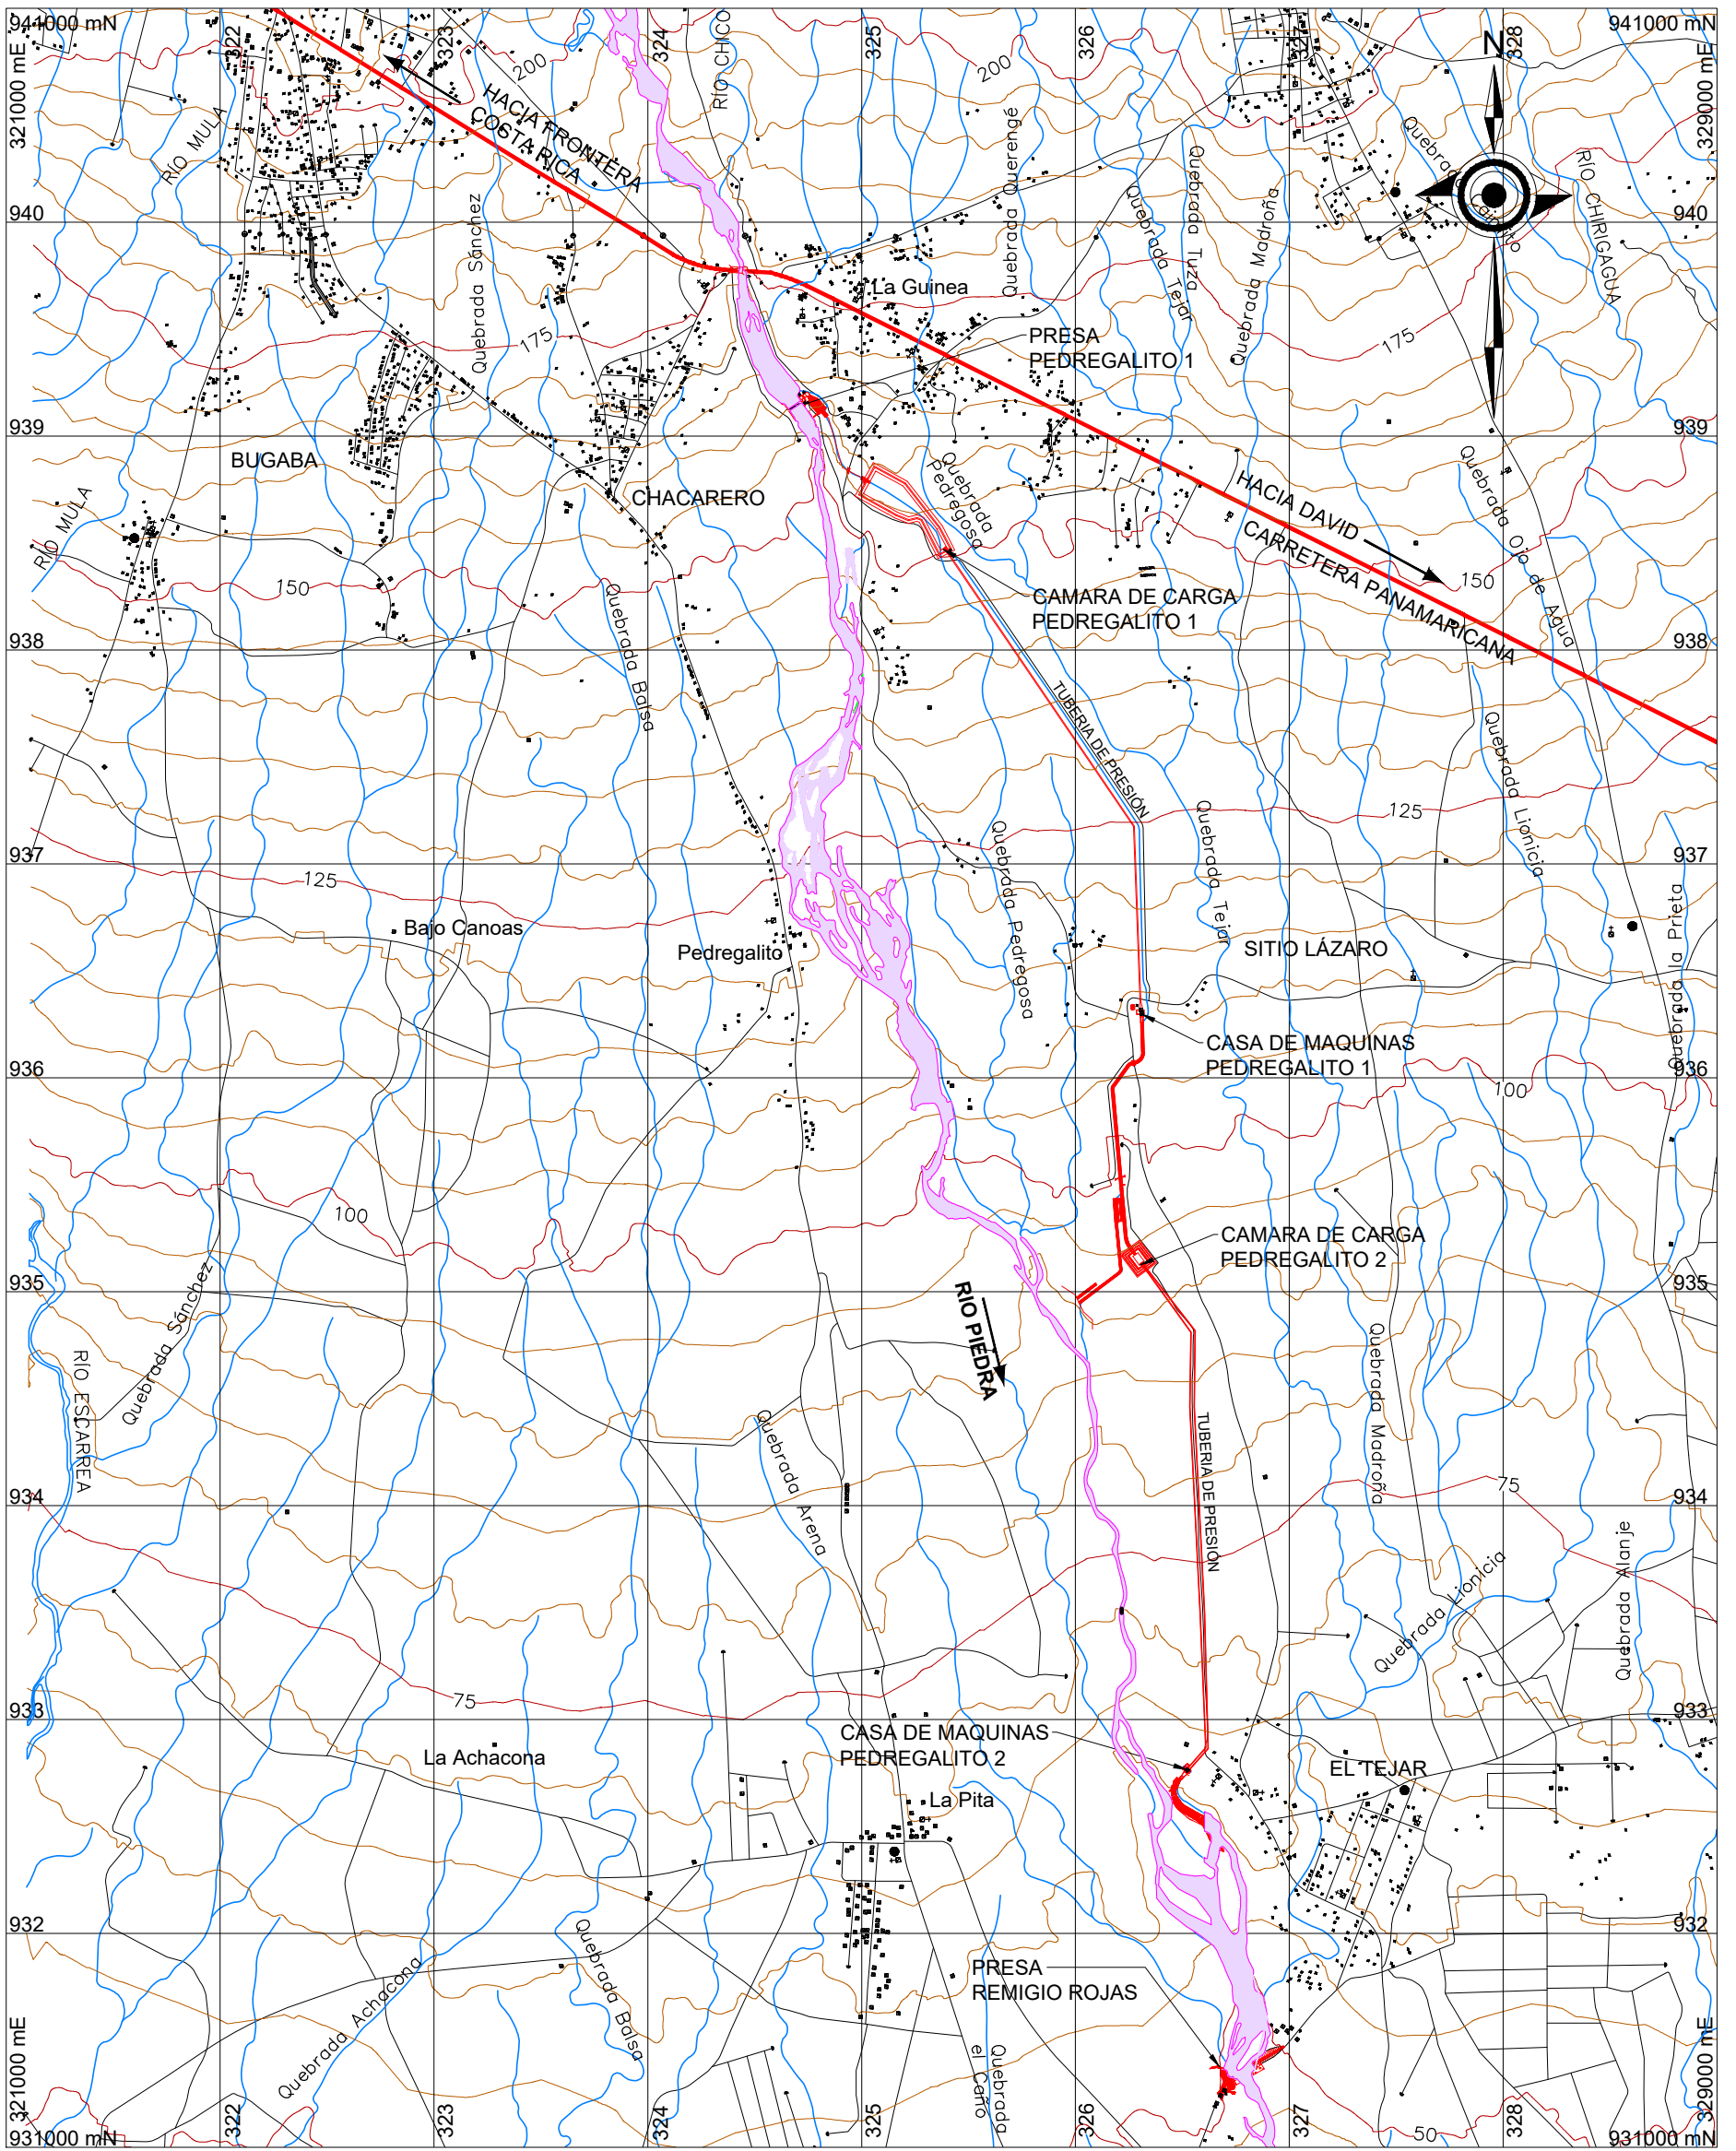 941000 mN
941000 mN
321000 mE
322
323
324
325
326
327
328
329000 mE
N
200
200
RÍO CHICO
HACIA FRONTERA
COSTA RICA
RÍO MULA
Quebrada Sánchez
Quebrada Querengé
Quebrada Tejar
Quebrada Tuza
Quebrada Madroña
RÍO CHIRIGAGUA
940
940
La Guinea
175
175
PRESA
PEDREGALITO 1
939
939
BUGABA
CHACARERO
Quebrada
Pedregosa
HACIA DAVID
CARRETERA PANAMARICANA
Quebrada Ojo de Agua
RÍO MULA
150
150
CAMARA DE CARGA
PEDREGALITO 1
Quebrada Balsa
938
938
TUBERIA DE PRESIÓN
Quebrada Lionicia
125
125
Quebrada Tejar
Quebrada Pedregosa
937
937
Bajo Canoas
Pedregalito
SITIO LÁZARO
Quebrada la Prieta
CASA DE MAQUINAS
PEDREGALITO 1
936
936
100
100
CAMARA DE CARGA
PEDREGALITO 2
935
935
Quebrada Sánchez
RIO PIEDRA
RÍO ESCARREA
Quebrada Madroña
Quebrada Arena
TUBERIA DE PRESIÓN
75
934
934
Quebrada Lionicia
Quebrada Alanje
75
933
933
CASA DE MAQUINAS
PEDREGALITO 2
La Achacona
EL TEJAR
La Pita
932
932
Quebrada Achacona
Quebrada Balsa
PRESA
REMIGIO ROJAS
Quebrada
el Caño
50
321000 mE
322
323
324
325
326
327
328
329000 mE
931000 mN
931000 mN